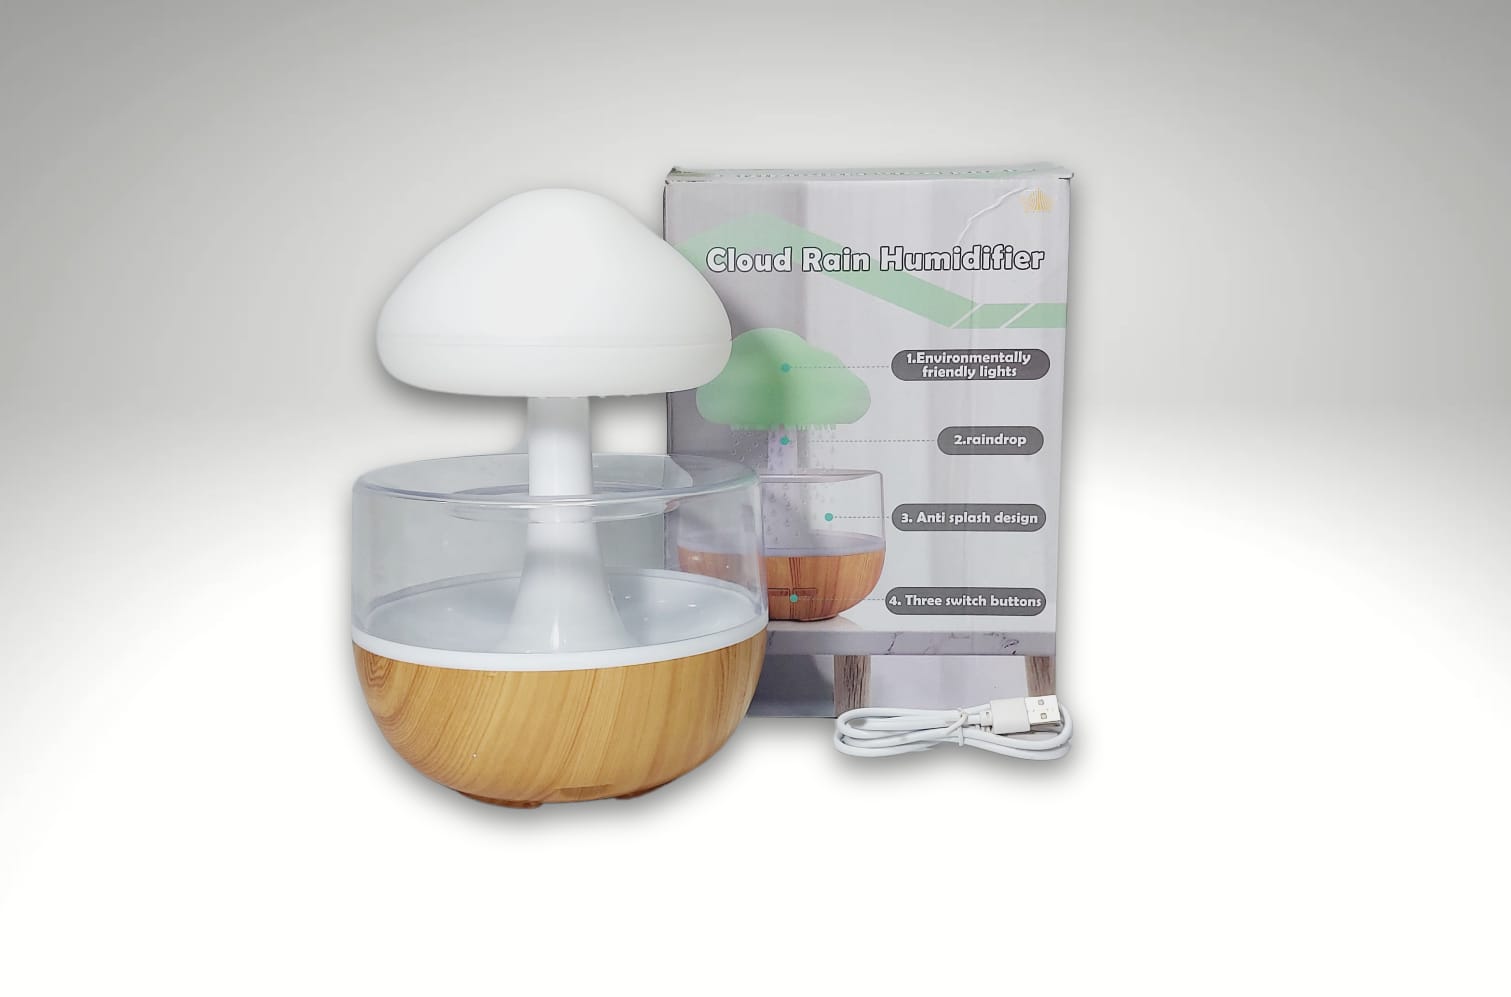 Cloud Rain Humidifier
1.Environmentally
friendly lights
2.raindrop
3. Anti splash design
4. Three switch buttons